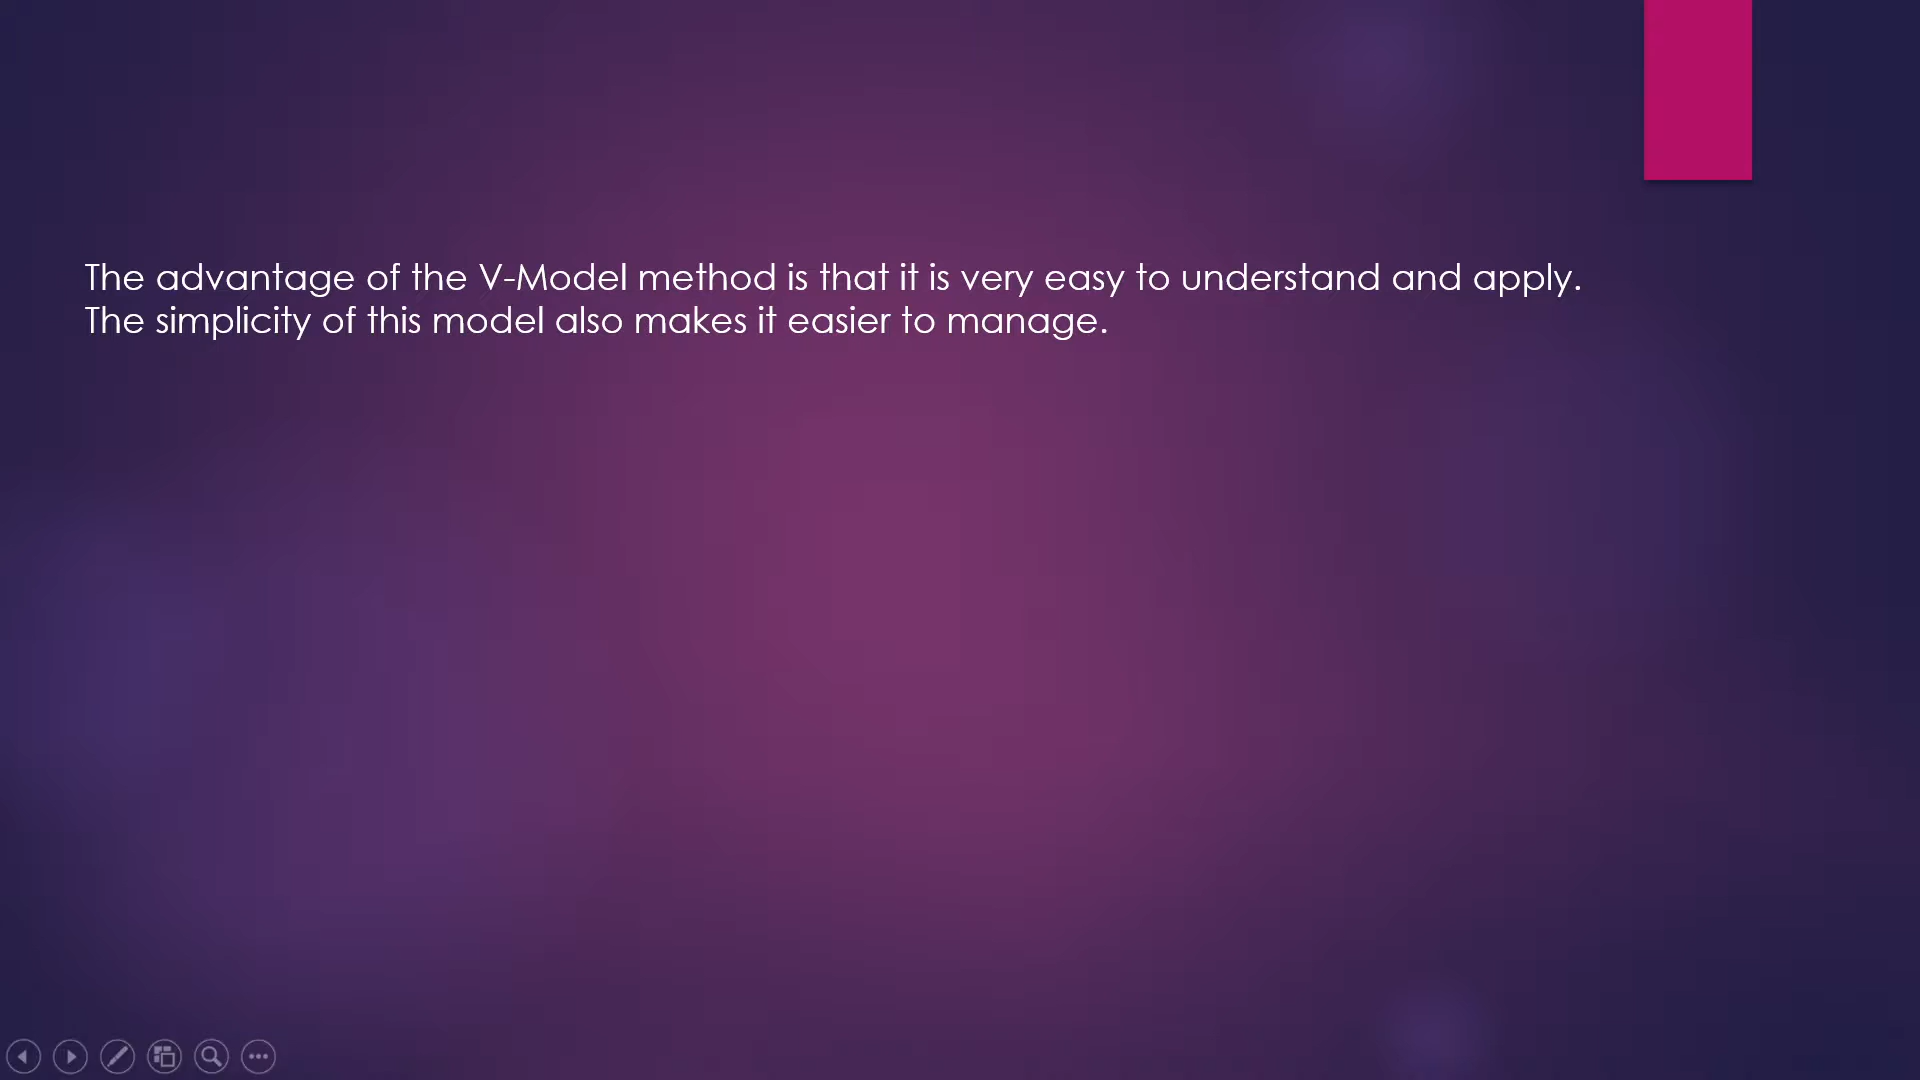 The advantage of the V-Model method is that it is very easy to understand and apply.
The simplicity of this model also makes it easier to manage.